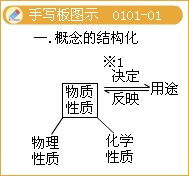 手写板图示 0101-01
一.概念的结构化
※1
物质
性质
决定
反映
用途
物理
性质
化学
性质